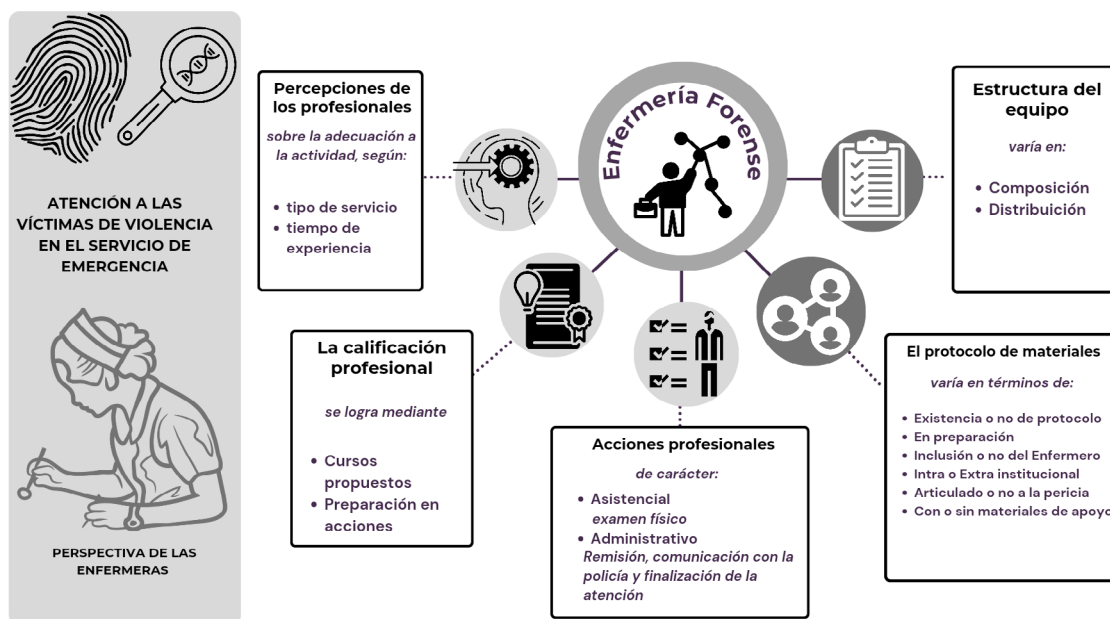 ATENCIÓN A LAS
VÍCTIMAS DE VIOLENCIA
EN EL SERVICIO DE
EMERGENCIA
PERSPECTIVA DE LAS
ENFERMERAS
Percepciones de
los profesionales
sobre la adecuación a
la actividad, según:
• tipo de servicio
• tiempo de
experiencia
La calificación
profesional
se logra mediante
• Cursos
propuestos
• Preparación en
acciones
Enfermería Forense
Acciones profesionales
de carácter:
• Asistencial
examen físico
• Administrativo
Remisión, comunicación con la
policía y finalización de la
atención
Estructura del
equipo
varía en:
• Composición
• Distribuición
El protocolo de materiales
varía en términos de:
• Existencia o no de protocolo
• En preparación
• Inclusión o no del Enfermero
• Intra o Extra institucional
• Articulado o no a la pericia
• Con o sin materiales de apoyo